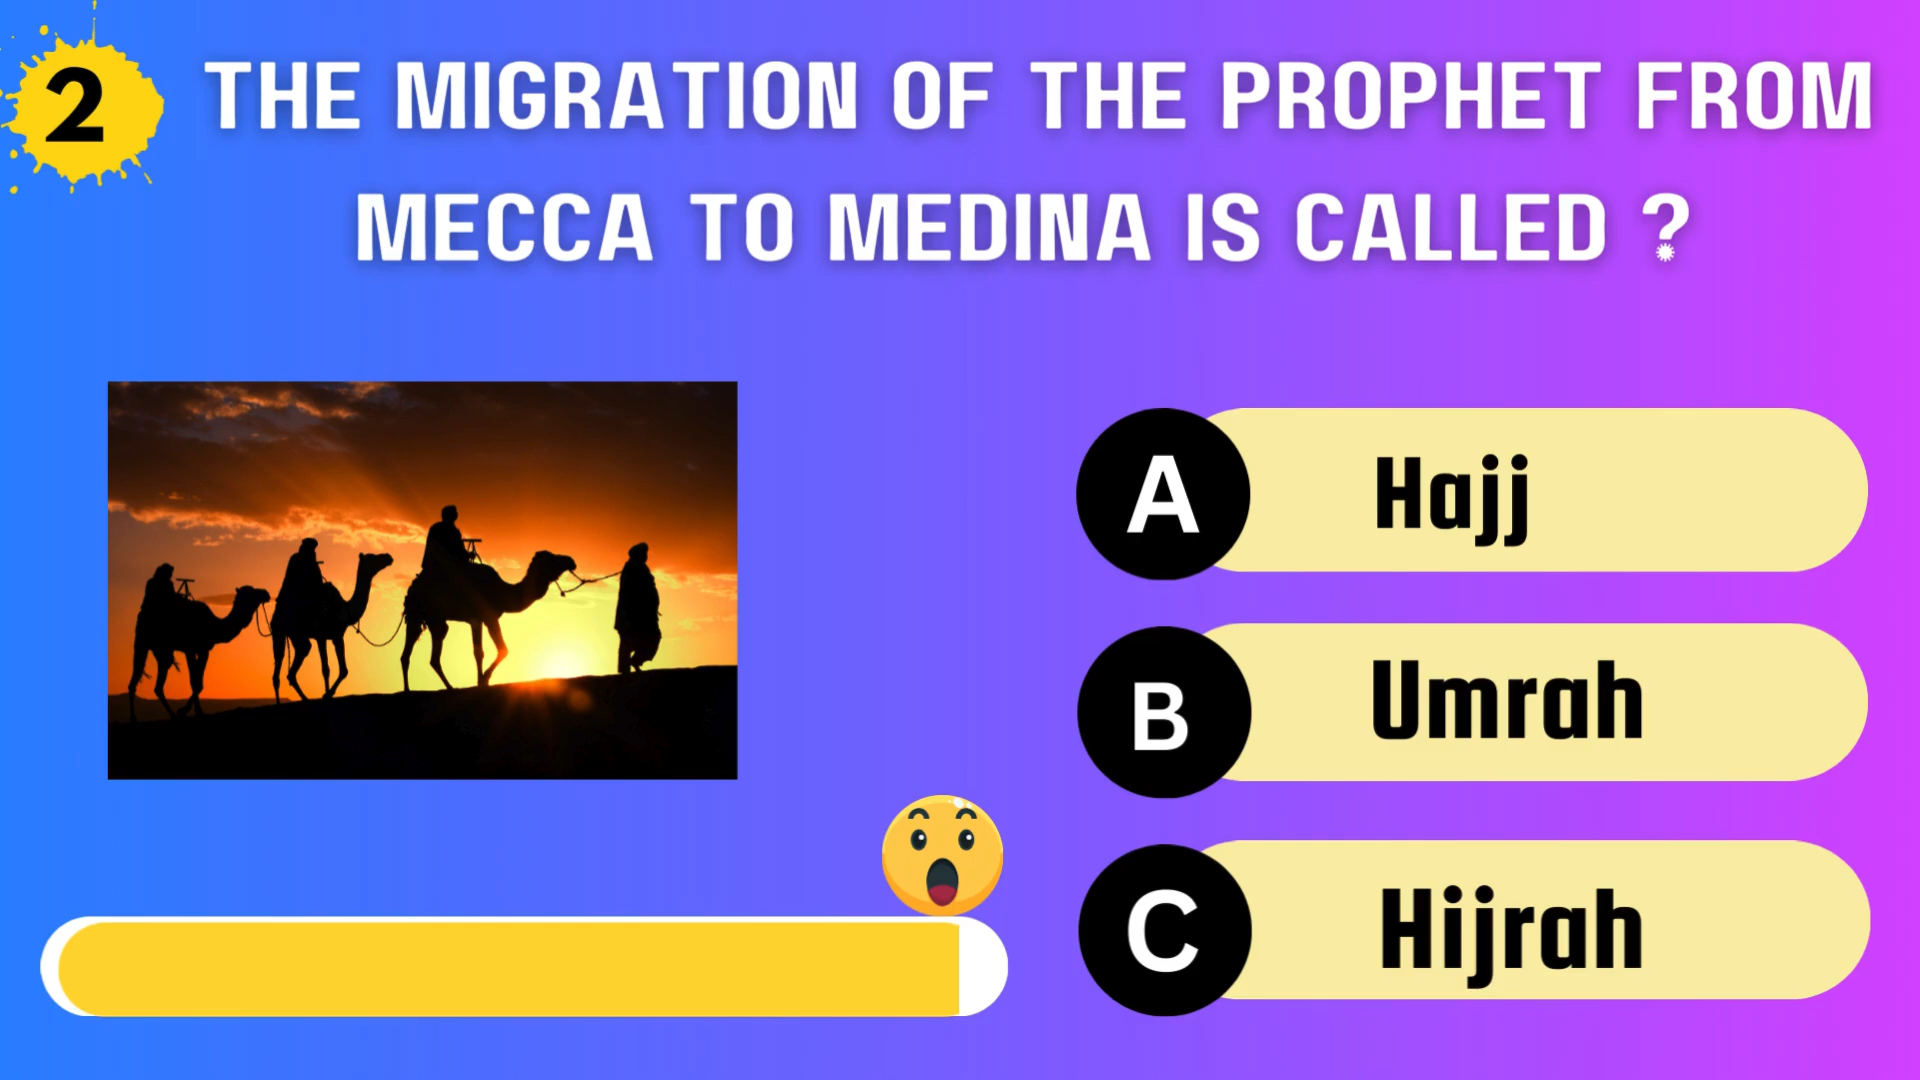 2
THE MIGRATION OF THE PROPHET FROM
MECCA TO MEDINA IS CALLED ?
A Hajj
B Umrah
C Hijrah